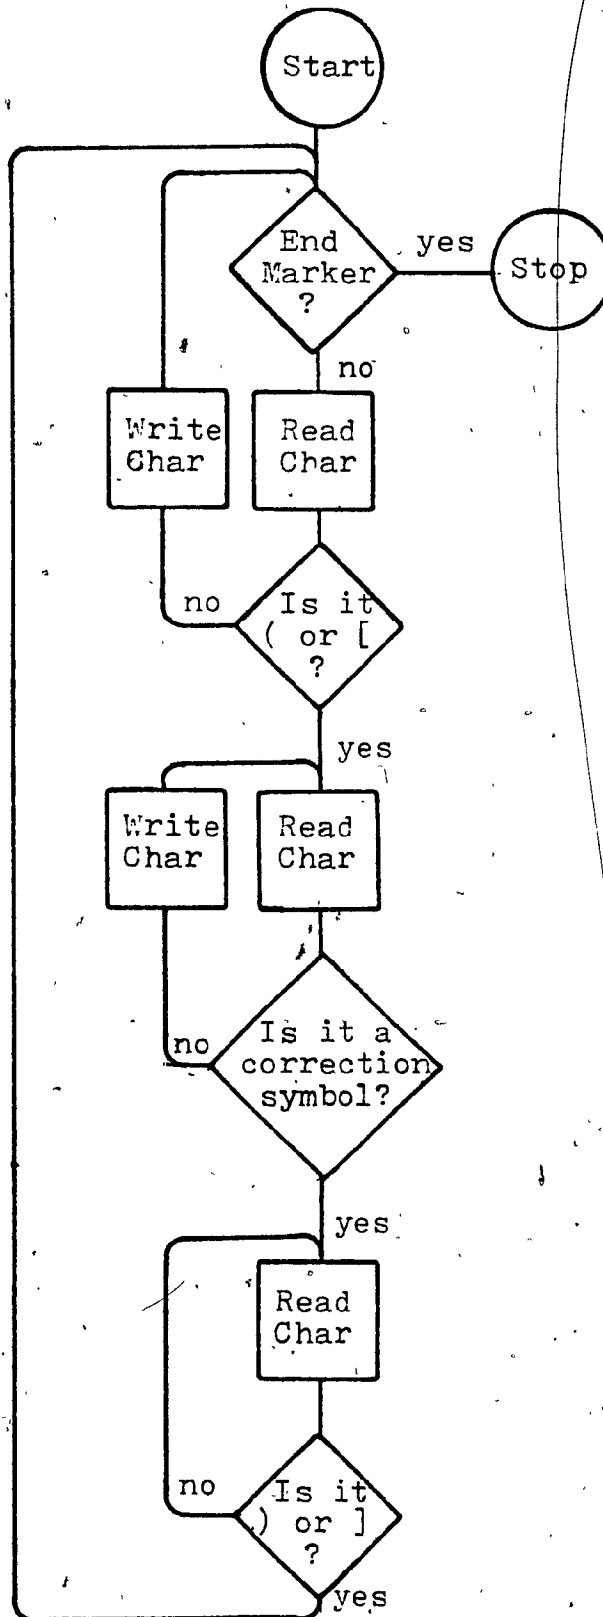 Start
End
Marker
?
yes
Stop
no
Write
Char
Read
Char
no
Is it
( or [
?
yes
Write
Char
Read
Char
no
Is it a
correction
symbol?
yes
Read
Char
no
Is it
) or ]
?
yes